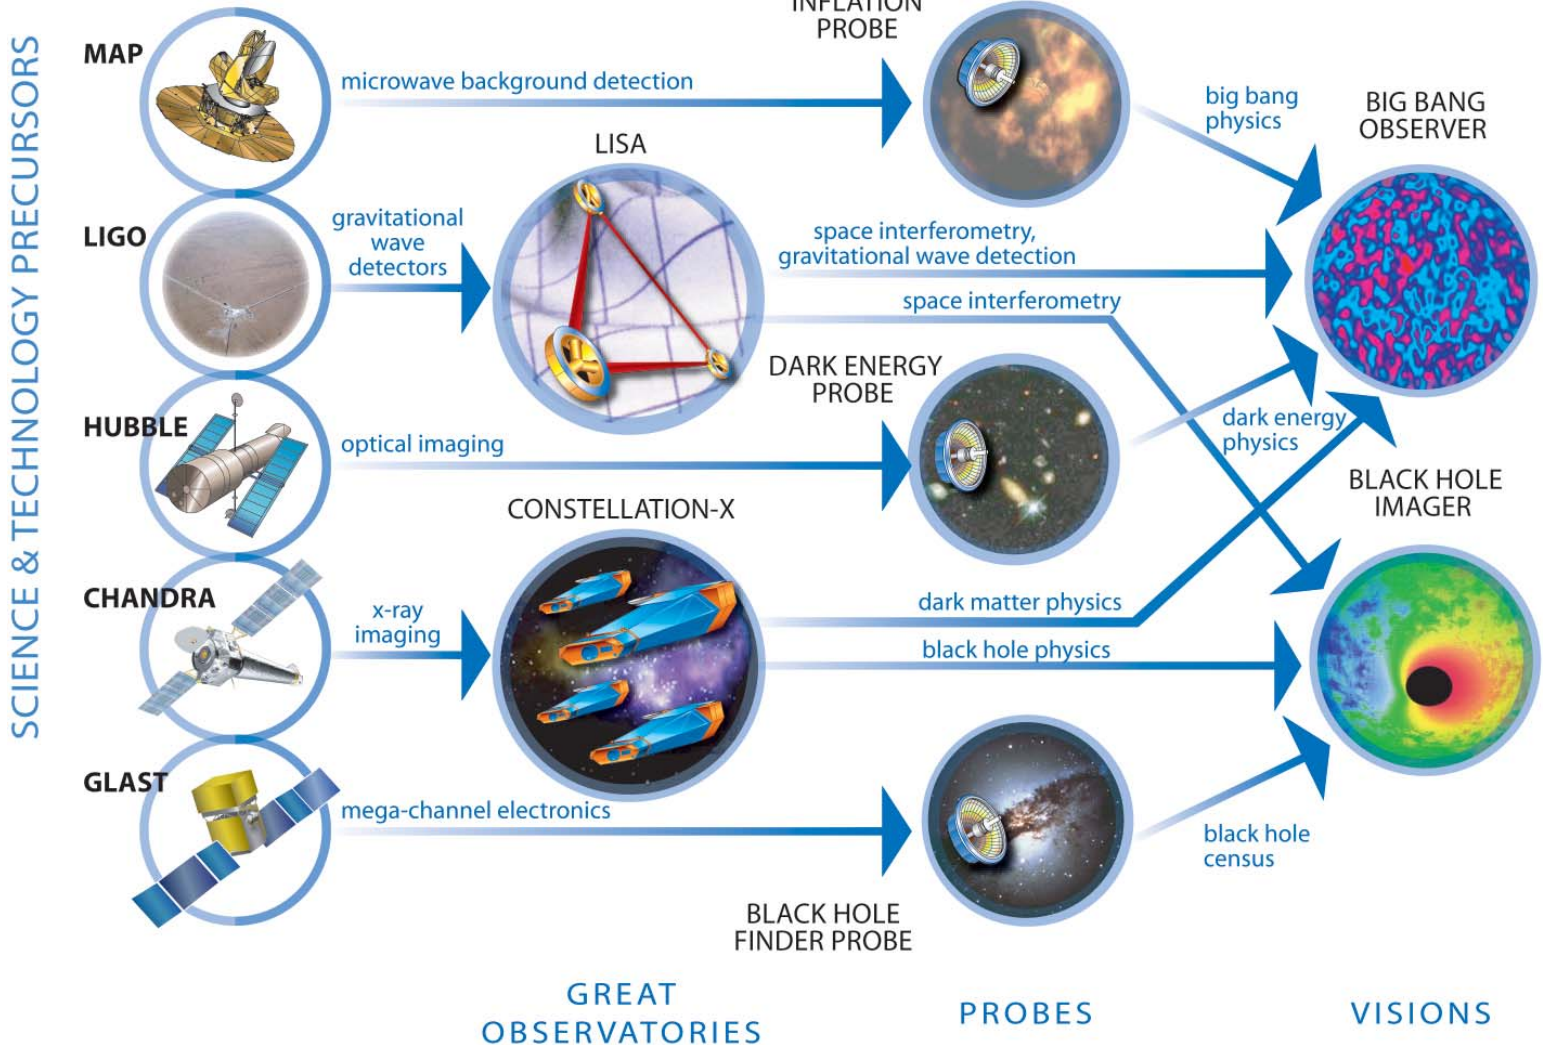 SCIENCE & TECHNOLOGY PRECURSORS
MAP
microwave background detection
INFLATION
PROBE
big bang
physics
BIG BANG
OBSERVER
LISA
LIGO
gravitational
wave
detectors
space interferometry,
gravitational wave detection
space interferometry
DARK ENERGY
PROBE
HUBBLE
optical imaging
dark energy
physics
CONSTELLATION-X
BLACK HOLE
IMAGER
CHANDRA
x-ray
imaging
dark matter physics
black hole physics
GLAST
mega-channel electronics
black hole
census
BLACK HOLE
FINDER PROBE
GREAT
OBSERVATORIES
PROBES
VISIONS